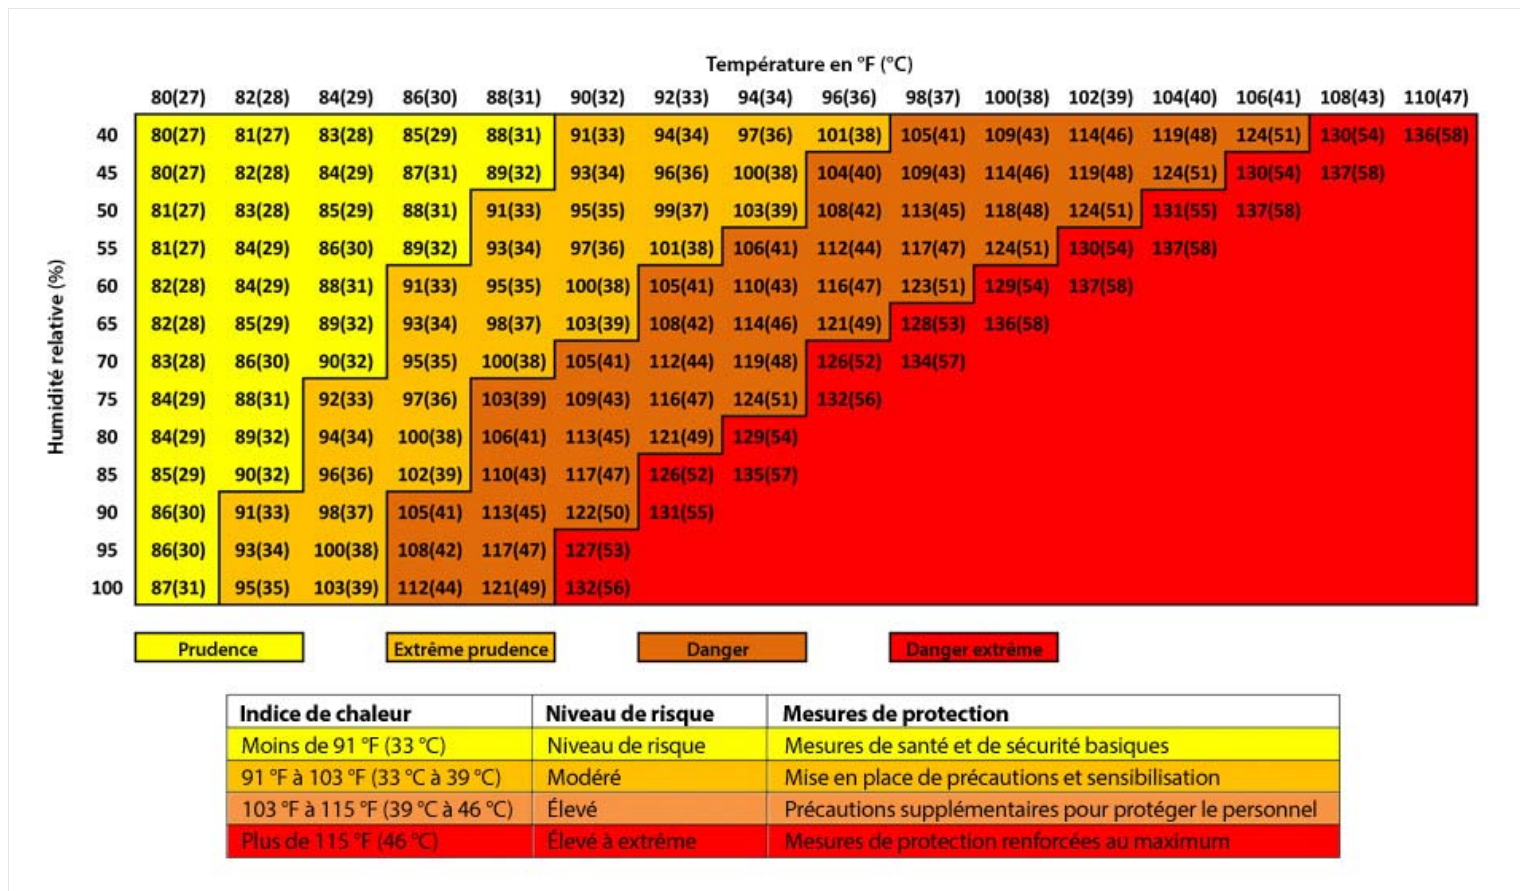 Température en °F (°C)
80(27) 82(28) 84(29) 86(30) 88(31) 90(32) 92(33) 94(34) 96(36) 98(37) 100(38) 102(39) 104(40) 106(41) 108(43) 110(47)
Humidité relative (%)
40 80(27) 81(27) 83(28) 85(29) 88(31) 91(33) 94(34) 97(36) 101(38) 105(41) 109(43) 114(46) 119(48) 124(51) 130(54) 136(58)
45 80(27) 82(28) 84(29) 87(31) 89(32) 93(34) 96(36) 100(38) 104(40) 109(43) 114(46) 119(48) 124(51) 130(54) 137(58)
50 81(27) 83(28) 85(29) 88(31) 91(33) 95(35) 99(37) 103(39) 108(42) 113(45) 118(48) 124(51) 131(55) 137(58)
55 81(27) 84(29) 86(30) 89(32) 93(34) 97(36) 101(38) 106(41) 112(44) 117(47) 124(51) 130(54) 137(58)
60 82(28) 84(29) 88(31) 91(33) 95(35) 100(38) 105(41) 110(43) 116(47) 123(51) 129(54) 137(58)
65 82(28) 85(29) 89(32) 93(34) 98(37) 103(39) 108(42) 114(46) 121(49) 128(53) 136(58)
70 83(28) 86(30) 90(32) 95(35) 100(38) 105(41) 112(44) 119(48) 126(52) 134(57)
75 84(29) 88(31) 92(33) 97(36) 103(39) 109(43) 116(47) 124(51) 132(56)
80 84(29) 89(32) 94(34) 100(38) 106(41) 113(45) 121(49) 129(54)
85 85(29) 90(32) 96(36) 102(39) 110(43) 117(47) 126(52) 135(57)
90 86(30) 91(33) 98(37) 105(41) 113(45) 122(50) 131(55)
95 86(30) 93(34) 100(38) 108(42) 117(47) 127(53)
100 87(31) 95(35) 103(39) 112(44) 121(49) 132(56)
Prudence Extrême prudence Danger Danger extrême
Indice de chaleur Niveau de risque Mesures de protection
Moins de 91 °F (33 °C) Niveau de risque Mesures de santé et de sécurité basiques
91 °F à 103 °F (33 °C à 39 °C) Modéré Mise en place de précautions et sensibilisation
103 °F à 115 °F (39 °C à 46 °C) Élevé Précautions supplémentaires pour protéger le personnel
Plus de 115 °F (46 °C) Élevé à extrême Mesures de protection renforcées au maximum